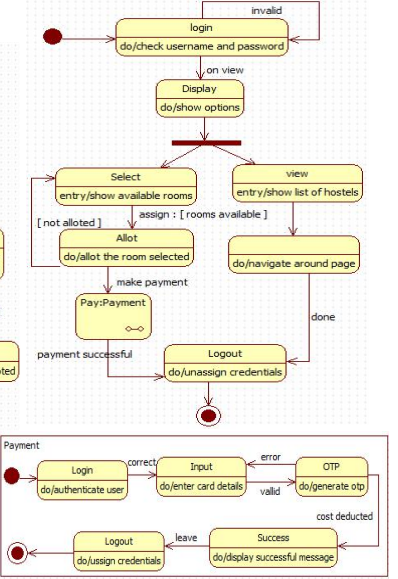 invalid
login
do/check username and password
on view
Display
do/show options
Select
entry/show available rooms
view
entry/show list of hostels
assign : [ rooms available ]
[ not alloted ]
Allot
do/allot the room selected
do/navigate around page
make payment
Pay:Payment
done
payment successful
Logout
do/unassign credentials
oted
Payment
Login
do/authenticate user
correct
Input
do/enter card details
error
vallid
OTP
do/generate otp
cost deducted
Success
do/display successful message
leave
Logout
do/ussign credentials